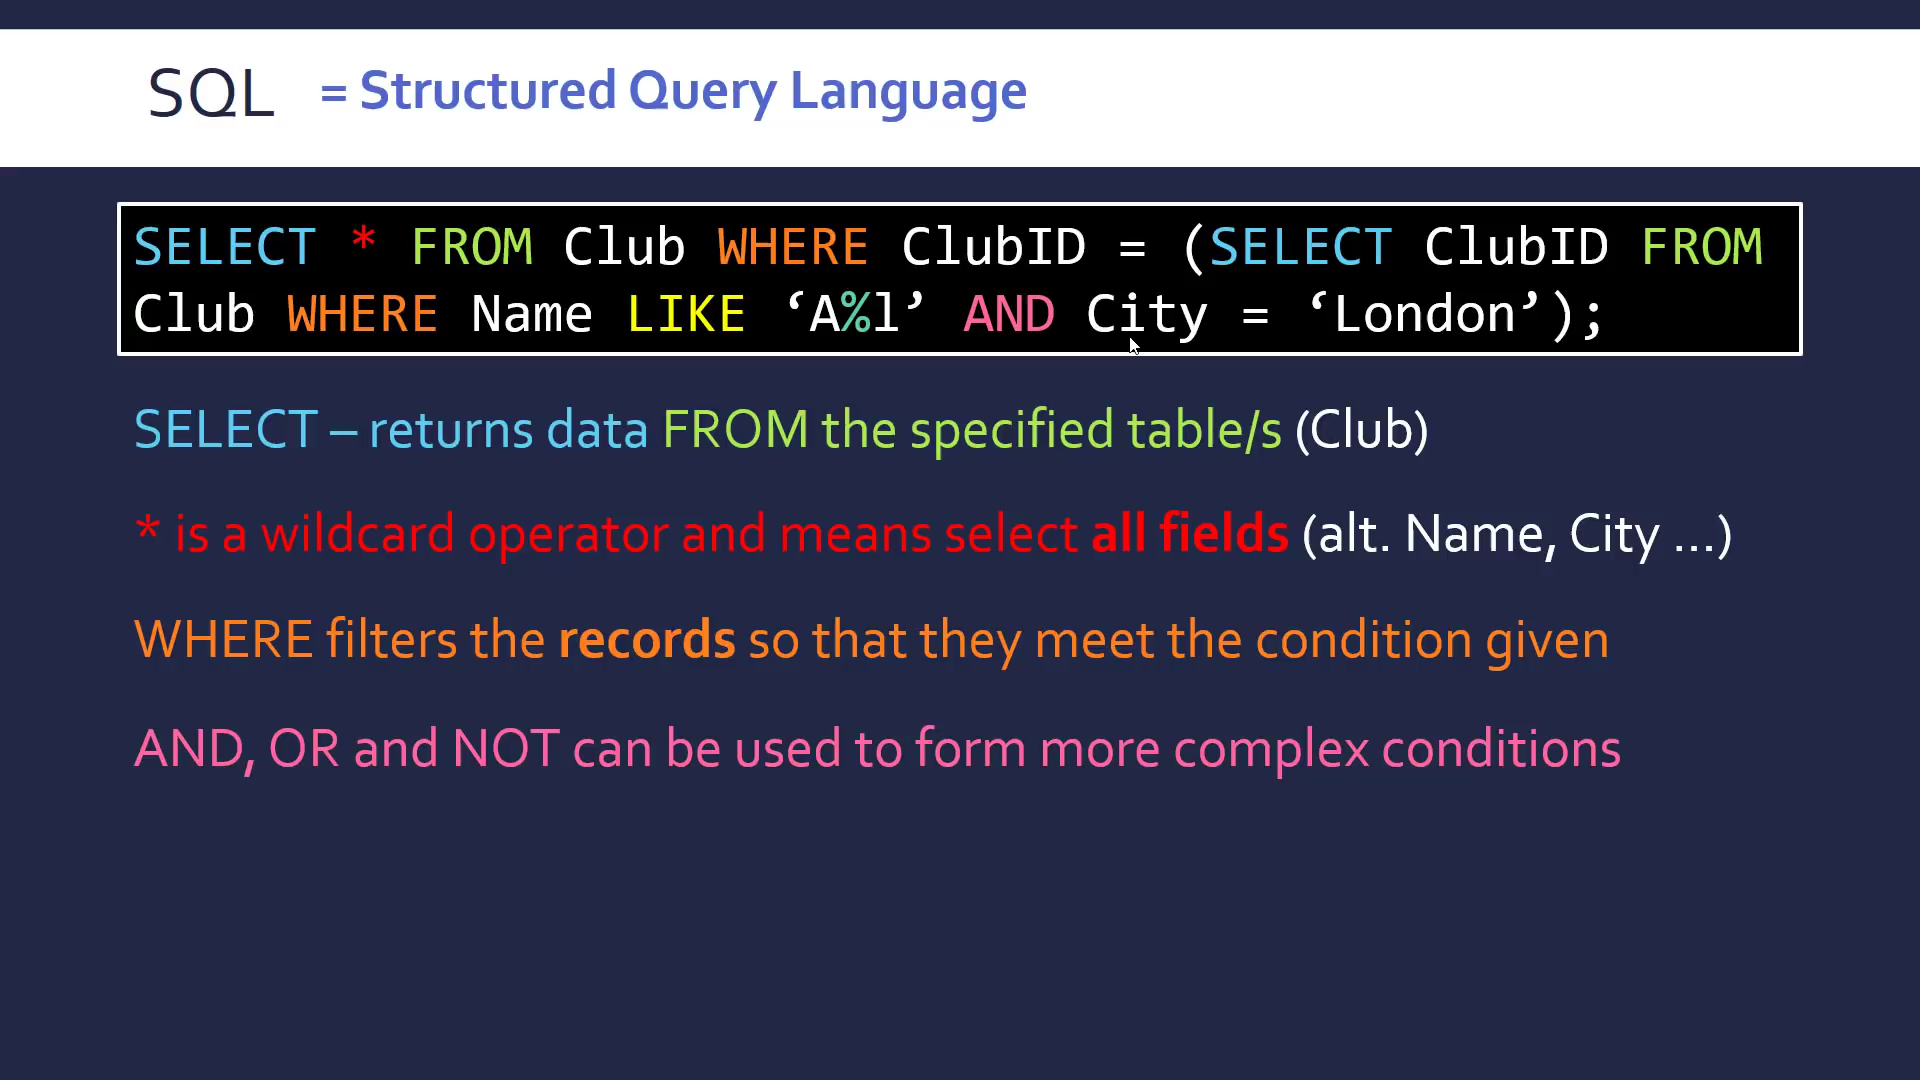 SQL = Structured Query Language
SELECT * FROM Club WHERE ClubID = (SELECT ClubID FROM
Club WHERE Name LIKE ‘A%l’ AND City = ‘London’);
SELECT – returns data FROM the specified table/s (Club)
* is a wildcard operator and means select all fields (alt. Name, City ...)
WHERE filters the records so that they meet the condition given
AND, OR and NOT can be used to form more complex conditions